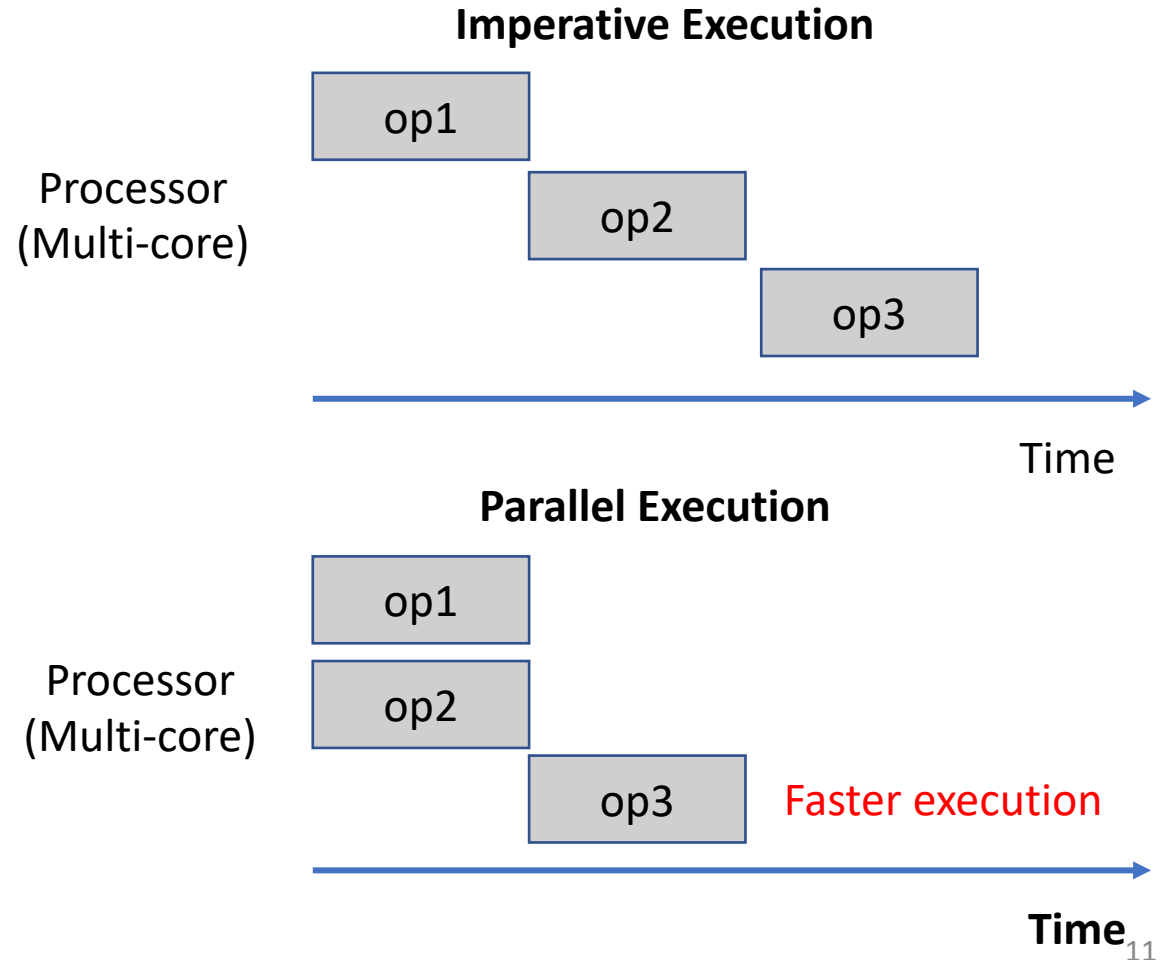 Imperative Execution
op1
Processor
(Multi-core)
op2
op3
Time
Parallel Execution
op1
Processor
(Multi-core)
op2
op3
Faster execution
Time
11